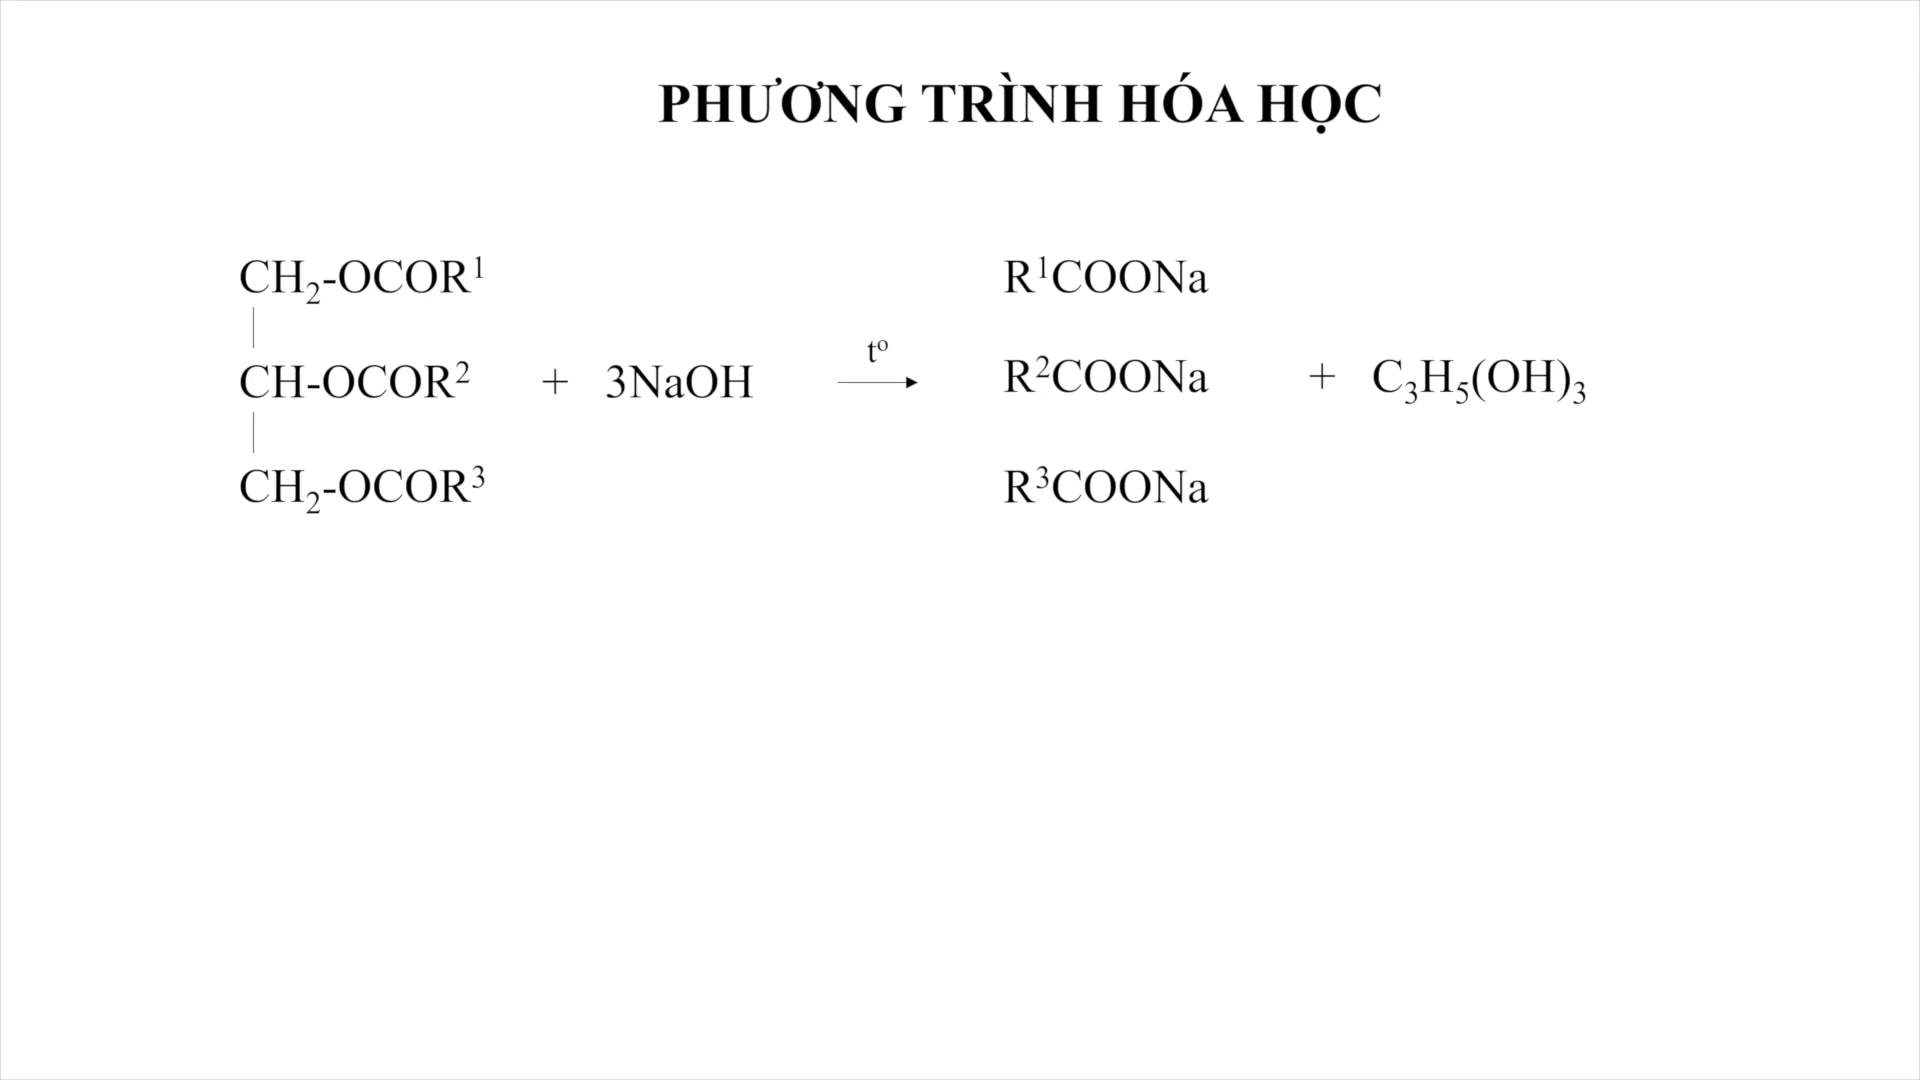 PHƯƠNG TRÌNH HÓA HỌC
CH₂-OCOR¹ R¹COONa
CH-OCOR² + 3NaOH tº R²COONa + C₃H₅(OH)₃
CH₂-OCOR³ R³COONa